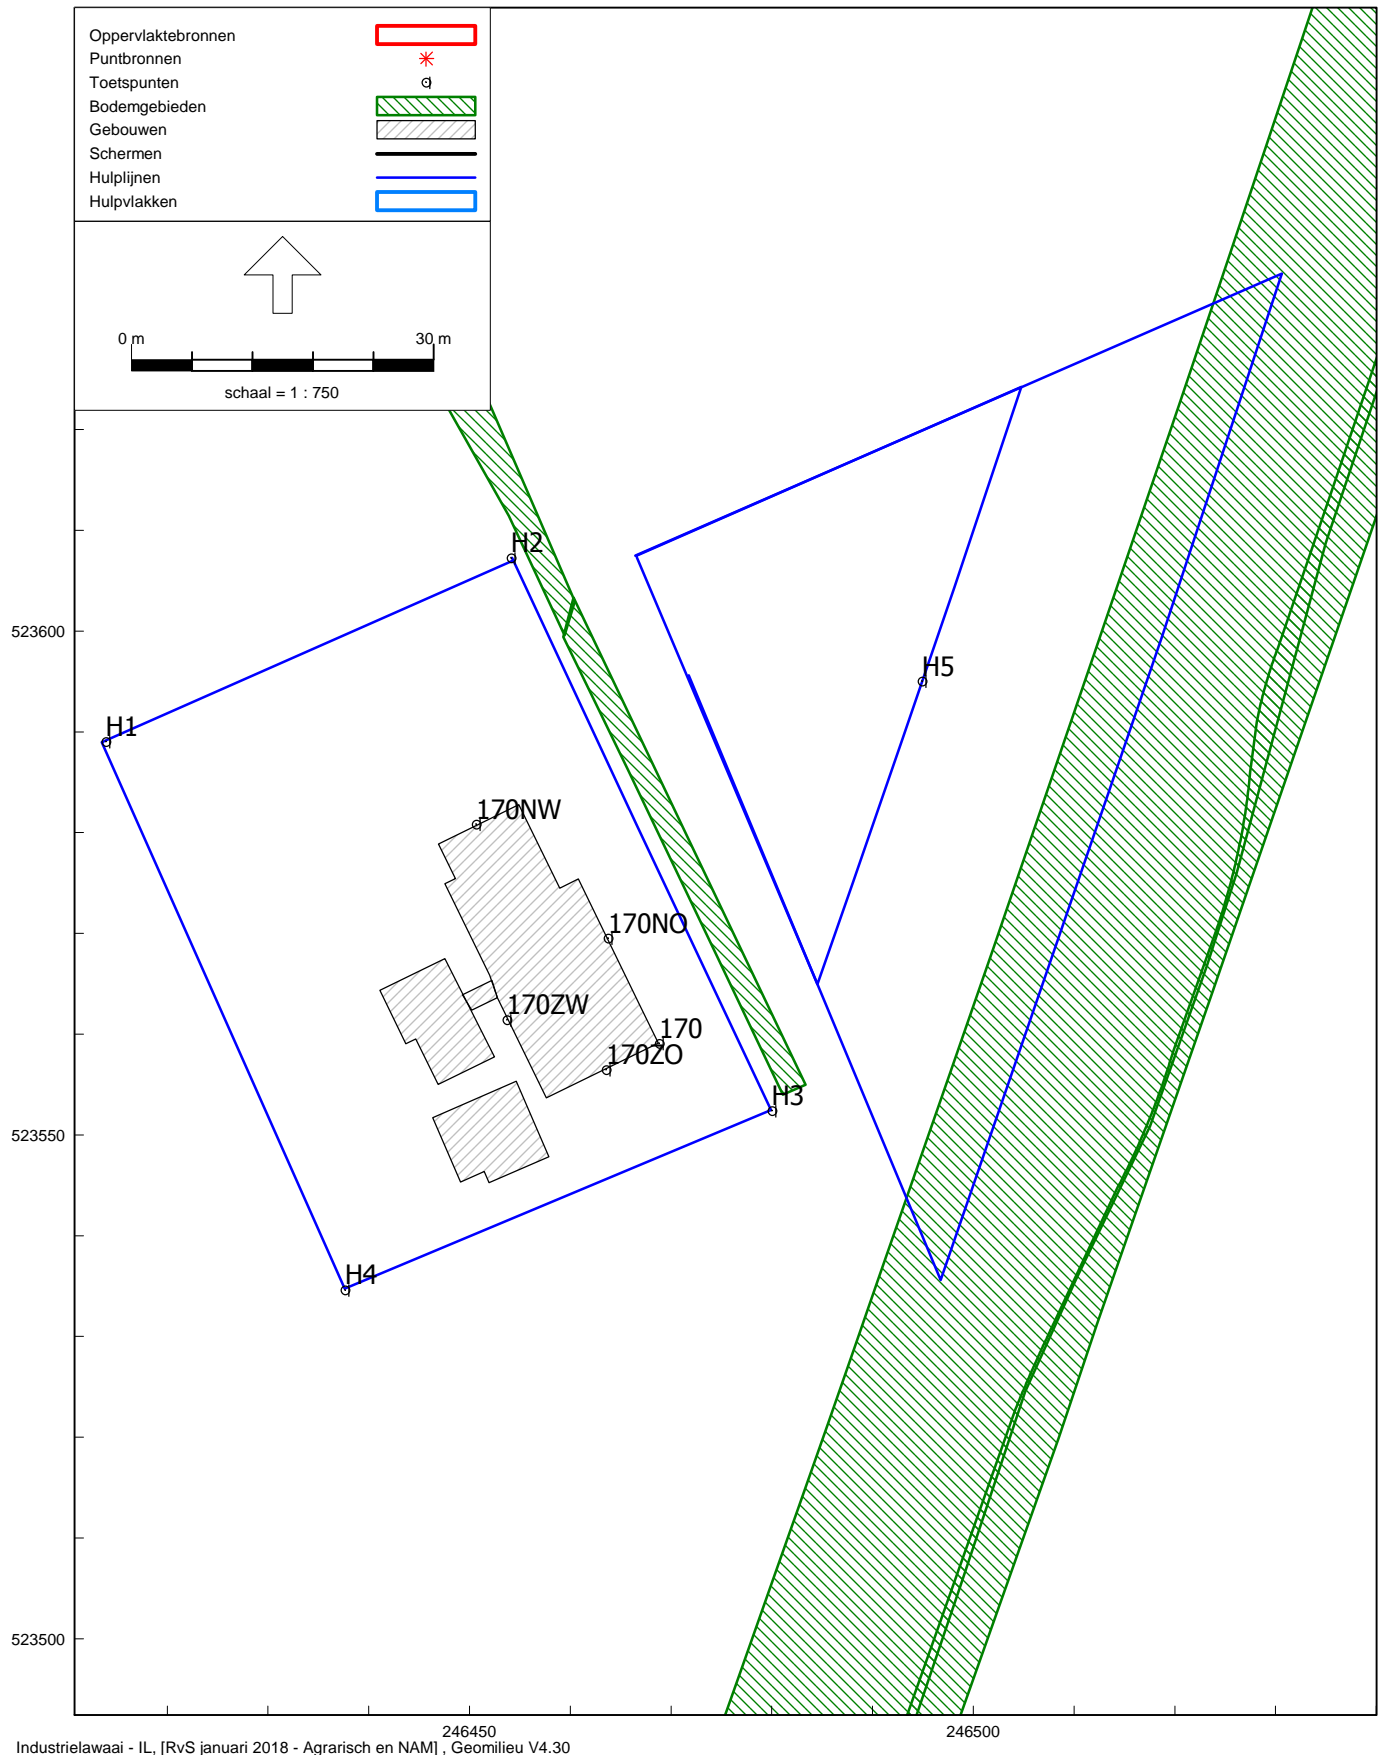 Oppervlaktebronnen
Puntbronnen
Toetspunten
Bodemgebieden
Gebouwen
Schermen
Hulplijnen
Hulpvlakken
0 m 30 m
schaal = 1 : 750
H2
523600
H5
H1
170NW
170NO
170ZW
170
170ZO
H3
523550
H4
523500
246450 246500
Industrielawaai - IL, [RvS januari 2018 - Agrarisch en NAM] , Geomilieu V4.30